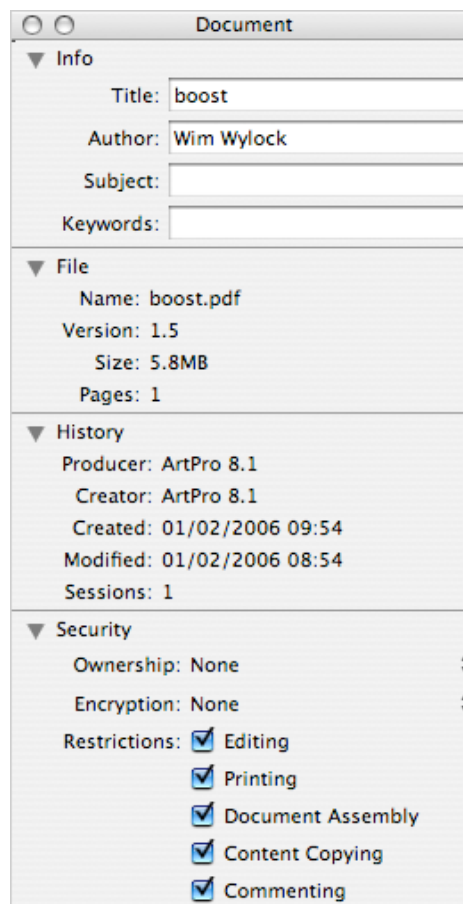 Document
Info
Title: boost
Author: Wim Wylock
Subject:
Keywords:
File
Name: boost.pdf
Version: 1.5
Size: 5.8MB
Pages: 1
History
Producer: ArtPro 8.1
Creator: ArtPro 8.1
Created: 01/02/2006 09:54
Modified: 01/02/2006 08:54
Sessions: 1
Security
Ownership: None
Encryption: None
Restrictions: Editing
Printing
Document Assembly
Content Copying
Commenting